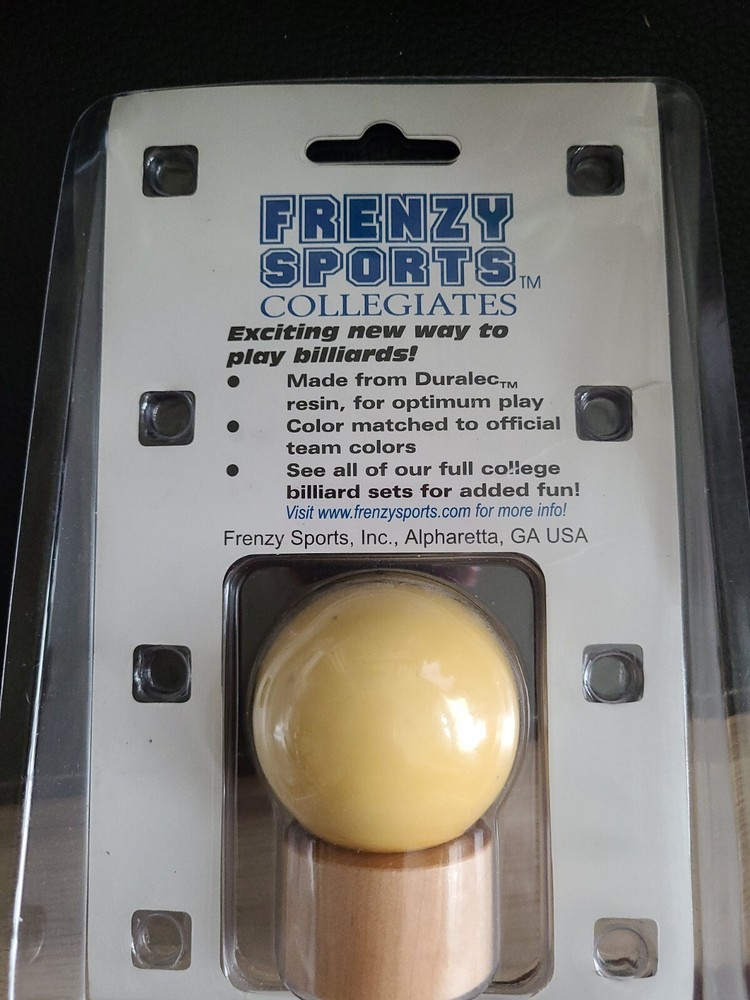 FRENZY
SPORTS™
COLLEGIATES
Exciting new way to
play billiards!
• Made from Duralec™
resin, for optimum play
• Color matched to official
team colors
• See all of our full college
billiard sets for added fun!
Visit www.frenzysports.com for more info!
Frenzy Sports, Inc., Alpharetta, GA USA